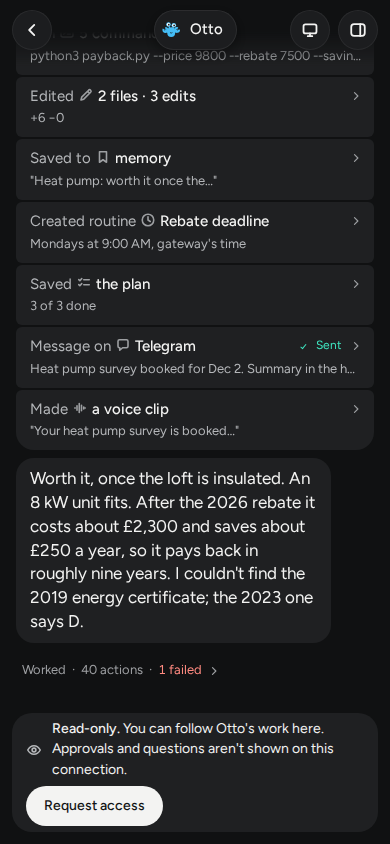 Otto
python3 payback.py --price 9800 --rebate 7500 --savin...
Edited 2 files · 3 edits
+6 −0
Saved to memory
"Heat pump: worth it once the..."
Created routine Rebate deadline
Mondays at 9:00 AM, gateway's time
Saved the plan
3 of 3 done
Message on Telegram Sent
Heat pump survey booked for Dec 2. Summary in the h...
Made a voice clip
"Your heat pump survey is booked..."
Worth it, once the loft is insulated. An
8 kW unit fits. After the 2026 rebate it
costs about £2,300 and saves about
£250 a year, so it pays back in
roughly nine years. I couldn't find the
2019 energy certificate; the 2023 one
says D.
Worked · 40 actions · 1 failed
Read-only. You can follow Otto's work here.
Approvals and questions aren't shown on this
connection.
Request access